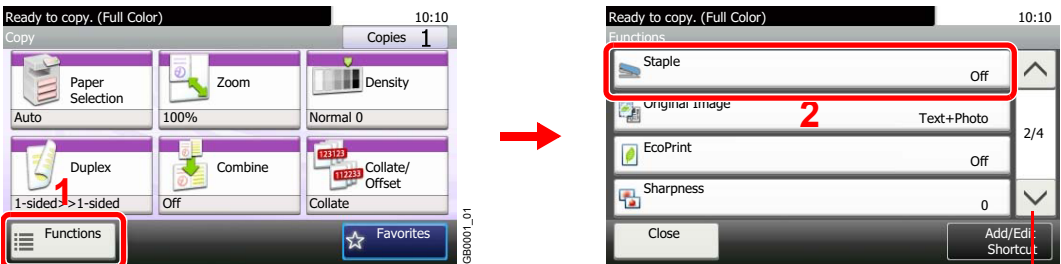 Ready to copy. (Full Color)
10:10
Copy
Copies 1
Paper
Selection
Auto
Zoom
100%
Density
Normal 0
Duplex
1-sided>>1-sided
Combine
Off
123123
112233
Collate/
Offset
Collate
1
Functions
Favorites
GB0001_01
Ready to copy. (Full Color)
10:10
Functions
Staple
Off
2
Original Image
Text+Photo
2/4
EcoPrint
Off
Sharpness
0
Close
Add/Edit
Shortcut